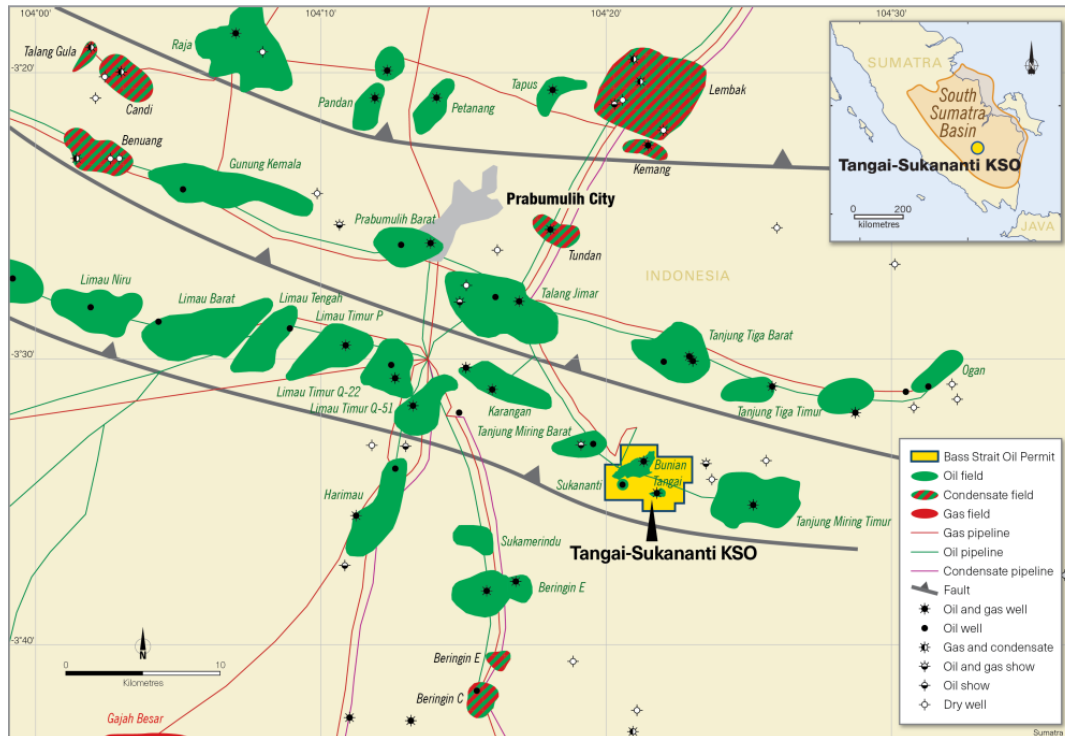 104°00'
104°10'
104°20'
104°30'
-3°20'
-3°30'
-3°40'
Talang Gula
Candi
Raja
Pandan
Petanang
Tapus
Lembak
Kemang
Benuang
Gunung Kemala
Prabumulih Barat
Prabumulih City
Tundan
INDONESIA
Talang Jimar
Limau Niru
Limau Barat
Limau Tengah
Limau Timur P
Limau Timur Q-22
Limau Timur Q-51
Karangan
Tanjung Miring Barat
Tanjung Tiga Barat
Tanjung Tiga Timur
Ogan
Bunian
Sukananti
Tangai
Tanjung Miring Timur
Tangai-Sukananti KSO
Harimau
Sukamerindu
Beringin E
Beringin E
Beringin C
Gajah Besar
N
0 10
Kilometres
SUMATRA
N
South
Sumatra
Basin
Tangai-Sukananti KSO
0 200
kilometres
JAVA
Bass Strait Oil Permit
Oil field
Condensate field
Gas field
Gas pipeline
Oil pipeline
Condensate pipeline
Fault
Oil and gas well
Oil well
Gas and condensate
Oil and gas show
Oil show
Dry well
Sumatra